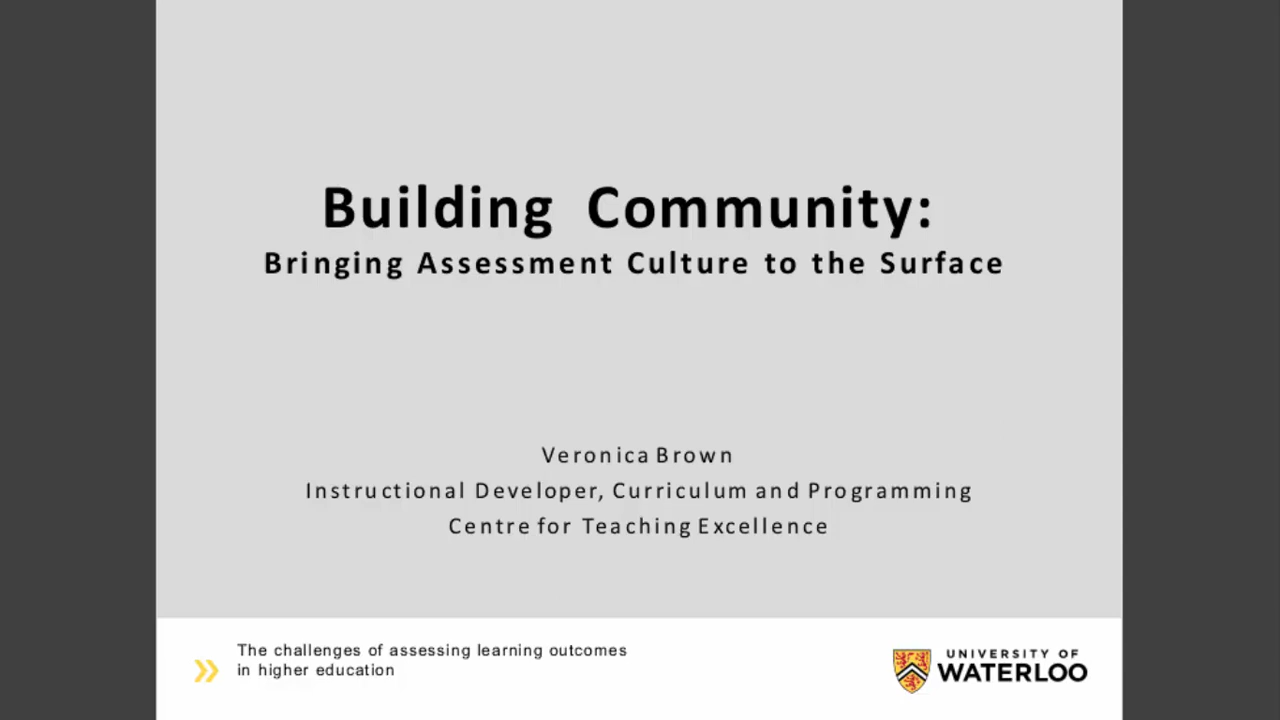 Building Community:
Bringing Assessment Culture to the Surface
Veronica Brown
Instructional Developer, Curriculum and Programming
Centre for Teaching Excellence
The challenges of assessing learning outcomes
in higher education
UNIVERSITY OF
WATERLOO